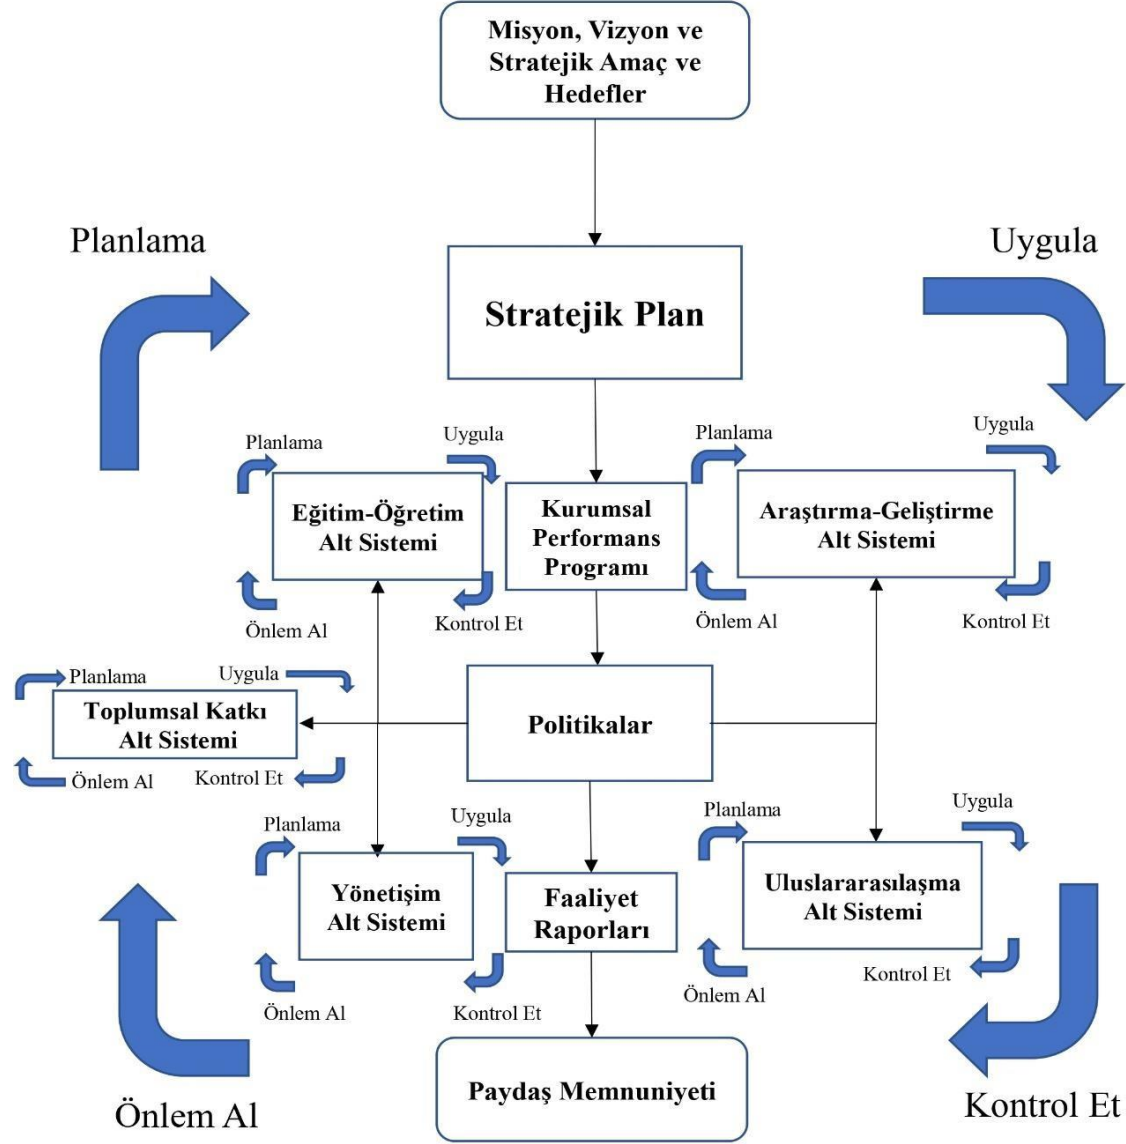 Misyon, Vizyon ve
Stratejik Amaç ve
Hedefler
Planlama
Uygula
Stratejik Plan
Planlama
Uygula
Eğitim-Öğretim
Alt Sistemi
Önlem Al
Kontrol Et
Kurumsal
Performans
Programı
Planlama
Uygula
Araştırma-Geliştirme
Alt Sistemi
Önlem Al
Kontrol Et
Planlama
Uygula
Toplumsal Katkı
Alt Sistemi
Önlem Al
Kontrol Et
Politikalar
Planlama
Uygula
Yönetişim
Alt Sistemi
Önlem Al
Kontrol Et
Faaliyet
Raporları
Planlama
Uygula
Uluslararasılaşma
Alt Sistemi
Önlem Al
Kontrol Et
Önlem Al
Paydaş Memnuniyeti
Kontrol Et